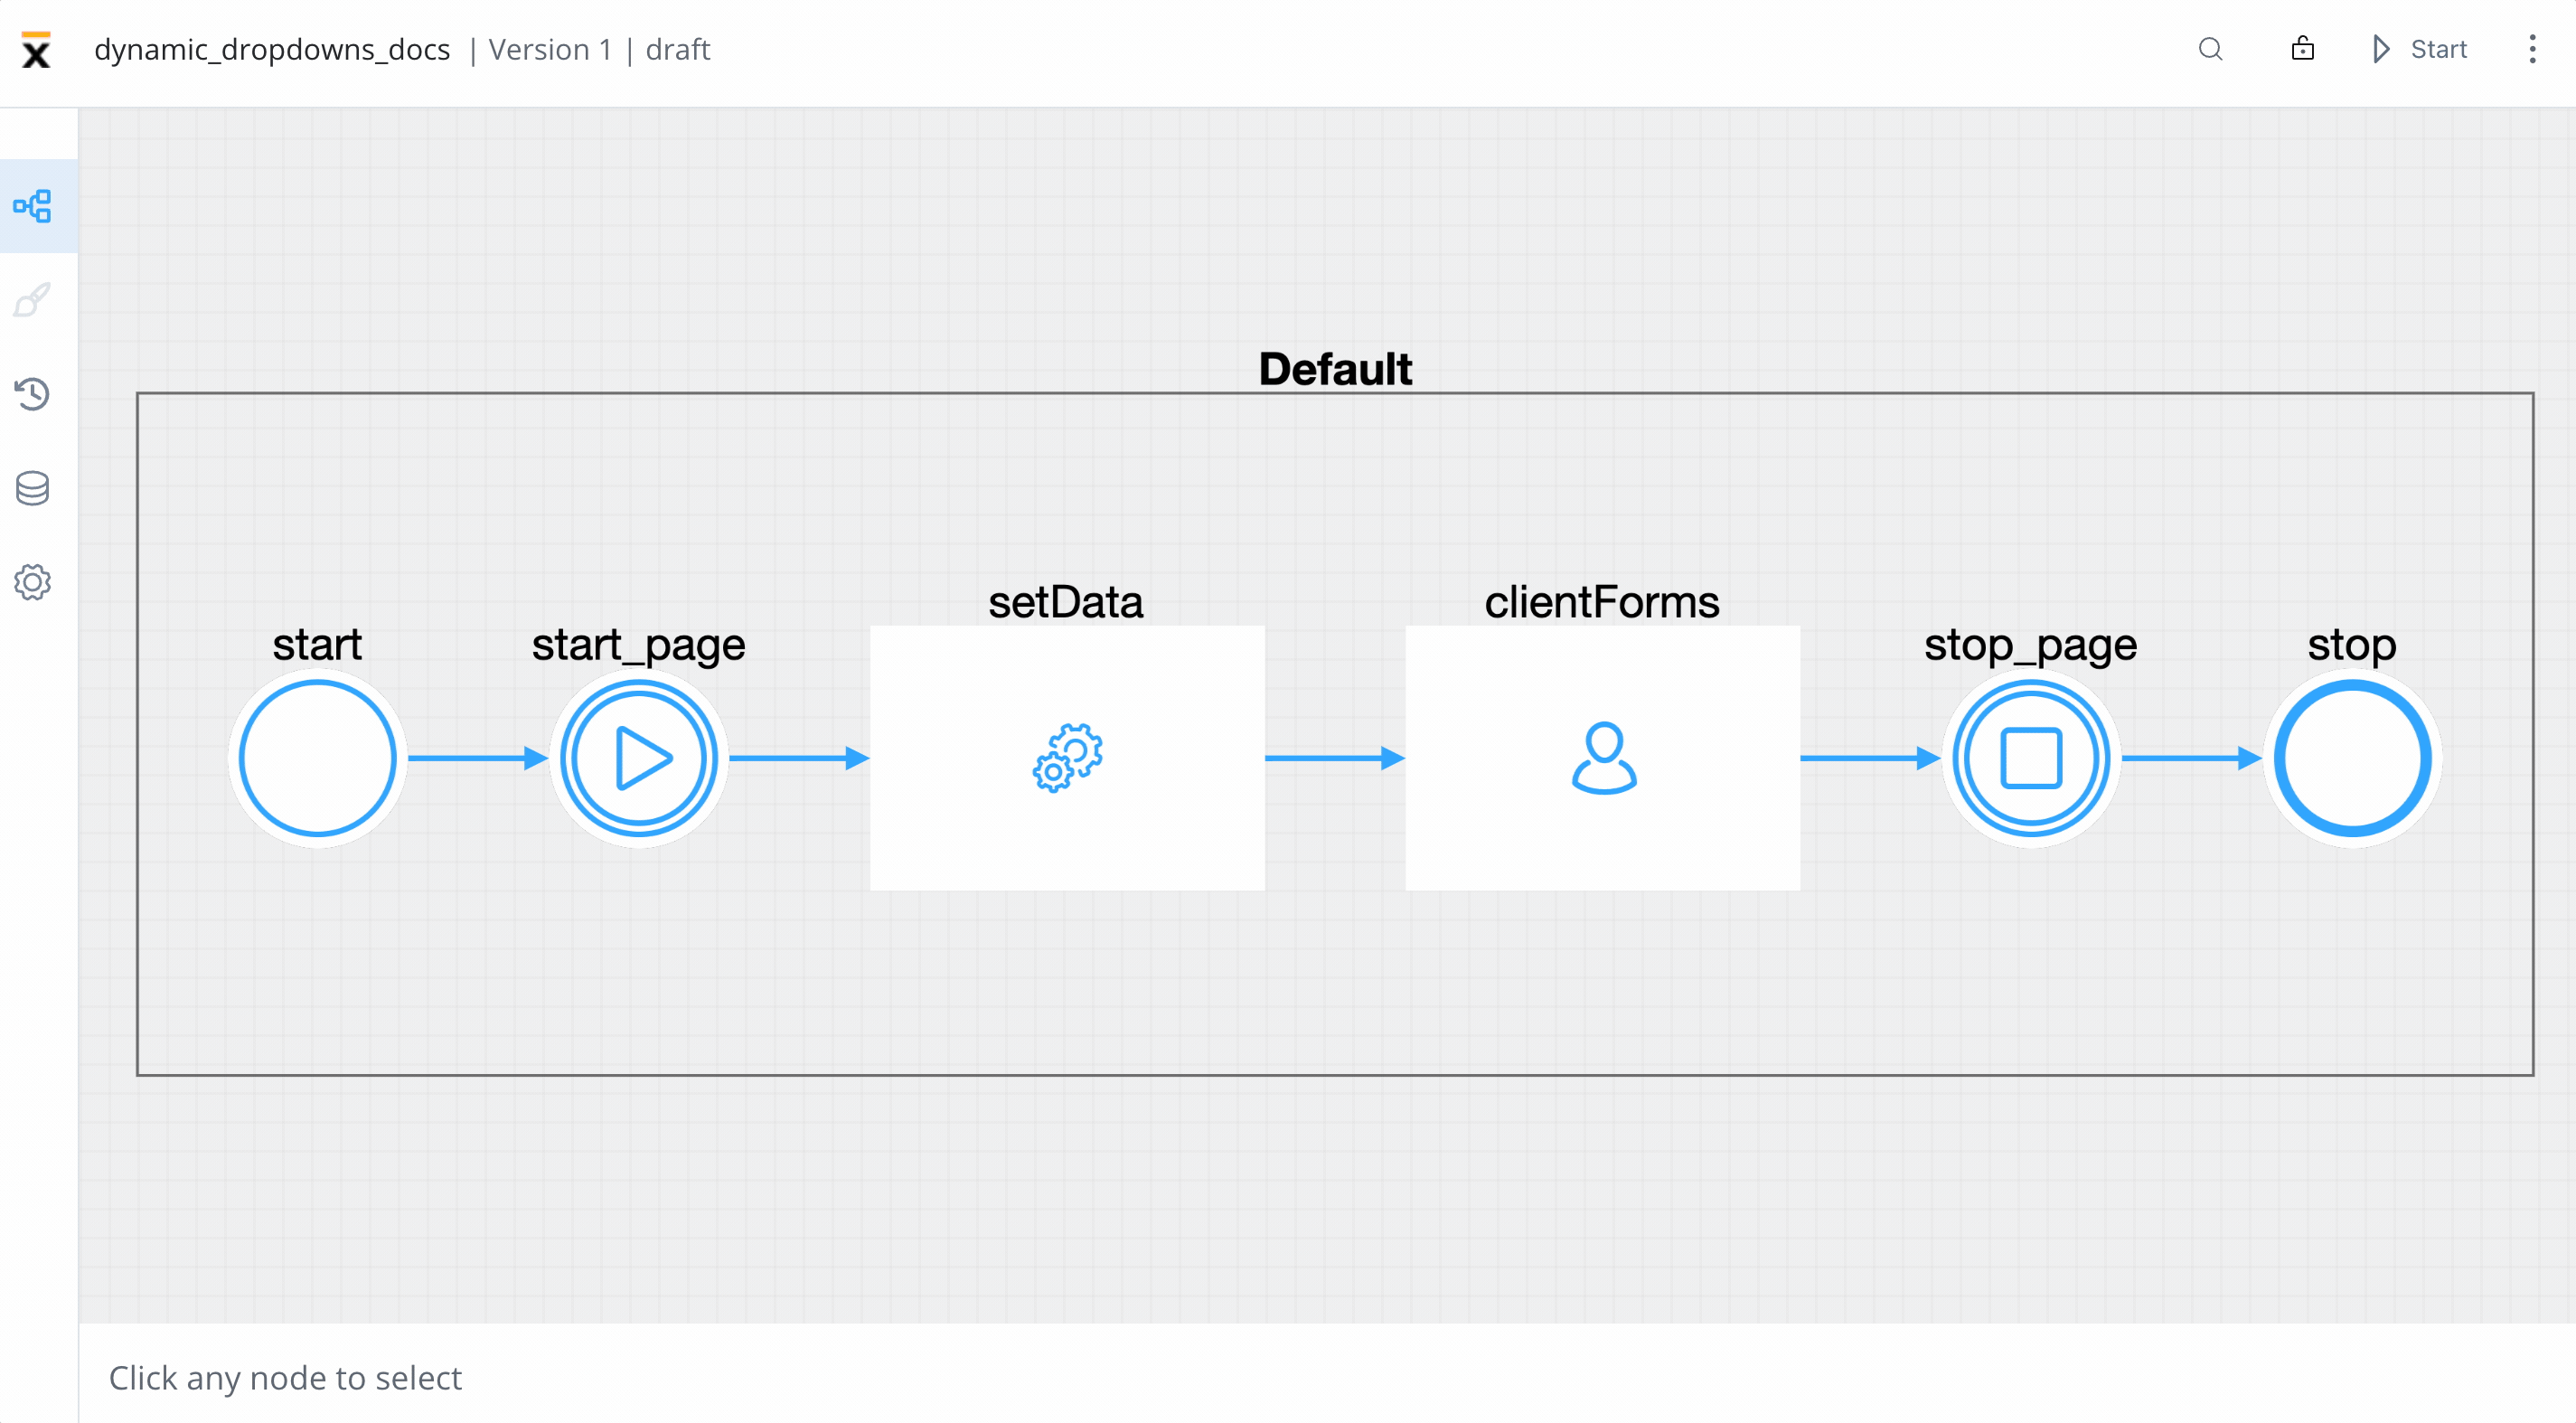 dynamic_dropdowns_docs | Version 1 | draft
Start
Default
setData
clientForms
start
start_page
stop_page
stop
Click any node to select